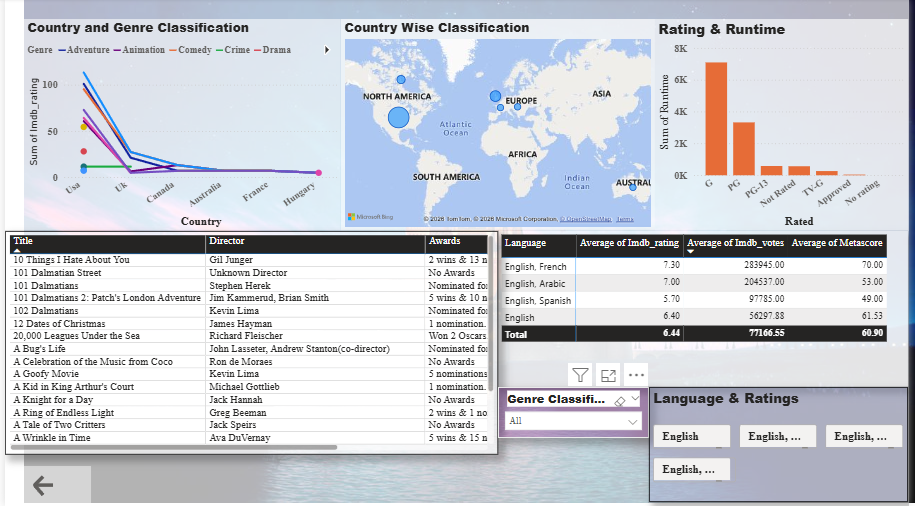 Country and Genre Classification
Genre Adventure Animation Comedy Crime Drama
Sum of Imdb_rating
100
50
0
Usa
Uk
Canada
Australia
France
Hungary
Country
Country Wise Classification
NORTH AMERICA
EUROPE
ASIA
Atlantic
Ocean
AFRICA
SOUTH AMERICA
Indian
Ocean
AUSTRAL
Microsoft Bing
© 2026 TomTom, © 2026 Microsoft Corporation, © OpenStreetMap Terms
Rating & Runtime
Sum of Runtime
8K
6K
4K
2K
0K
G
PG
PG-13
Not Rated
TV-G
Approved
No rating
Rated
Title Director Awards
10 Things I Hate About You Gil Junger 2 wins & 13 n
101 Dalmatian Street Unknown Director No Awards
101 Dalmatians Stephen Herek Nominated for
101 Dalmatians 2: Patch's London Adventure Jim Kammerud, Brian Smith 5 wins & 10 n
102 Dalmatians Kevin Lima Nominated for
12 Dates of Christmas James Hayman 1 nomination.
20,000 Leagues Under the Sea Richard Fleischer Won 2 Oscars.
A Bug's Life John Lasseter, Andrew Stanton(co-director) Nominated for
A Celebration of the Music from Coco Ron de Moraes No Awards
A Goofy Movie Kevin Lima 5 nominations
A Kid in King Arthur's Court Michael Gottlieb 1 nomination.
A Knight for a Day Jack Hannah No Awards
A Ring of Endless Light Greg Beeman 2 wins & 1 no
A Tale of Two Critters Jack Speirs No Awards
A Wrinkle in Time Ava DuVernay 5 wins & 15 n
Language Average of Imdb_rating Average of Imdb_votes Average of Metascore
English, French 7.30 283945.00 70.00
English, Arabic 7.00 204537.00 53.00
English, Spanish 5.70 97785.00 49.00
English 6.40 56297.88 61.53
Total 6.44 77166.55 60.90
Genre Classifi...
All
Language & Ratings
English
English, ...
English, ...
English, ...